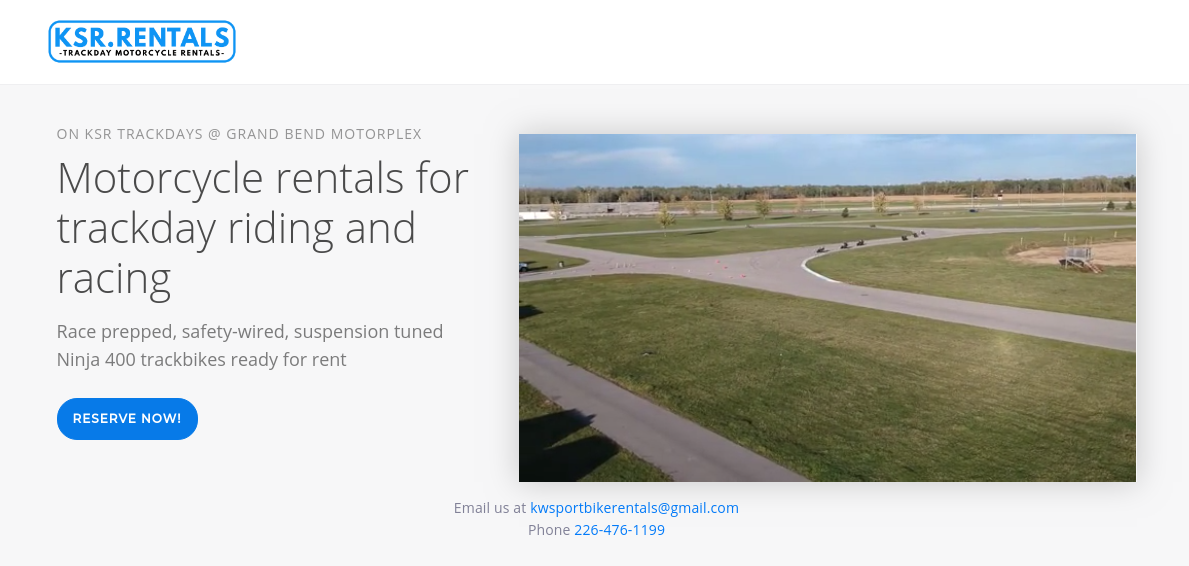 KSR.RENTALS
-TRACKDAY MOTORCYCLE RENTALS-
ON KSR TRACKDAYS @ GRAND BEND MOTORPLEX
Motorcycle rentals for
trackday riding and
racing
Race prepped, safety-wired, suspension tuned
Ninja 400 trackbikes ready for rent
RESERVE NOW!
Email us at kwsportbikerentals@gmail.com
Phone 226-476-1199